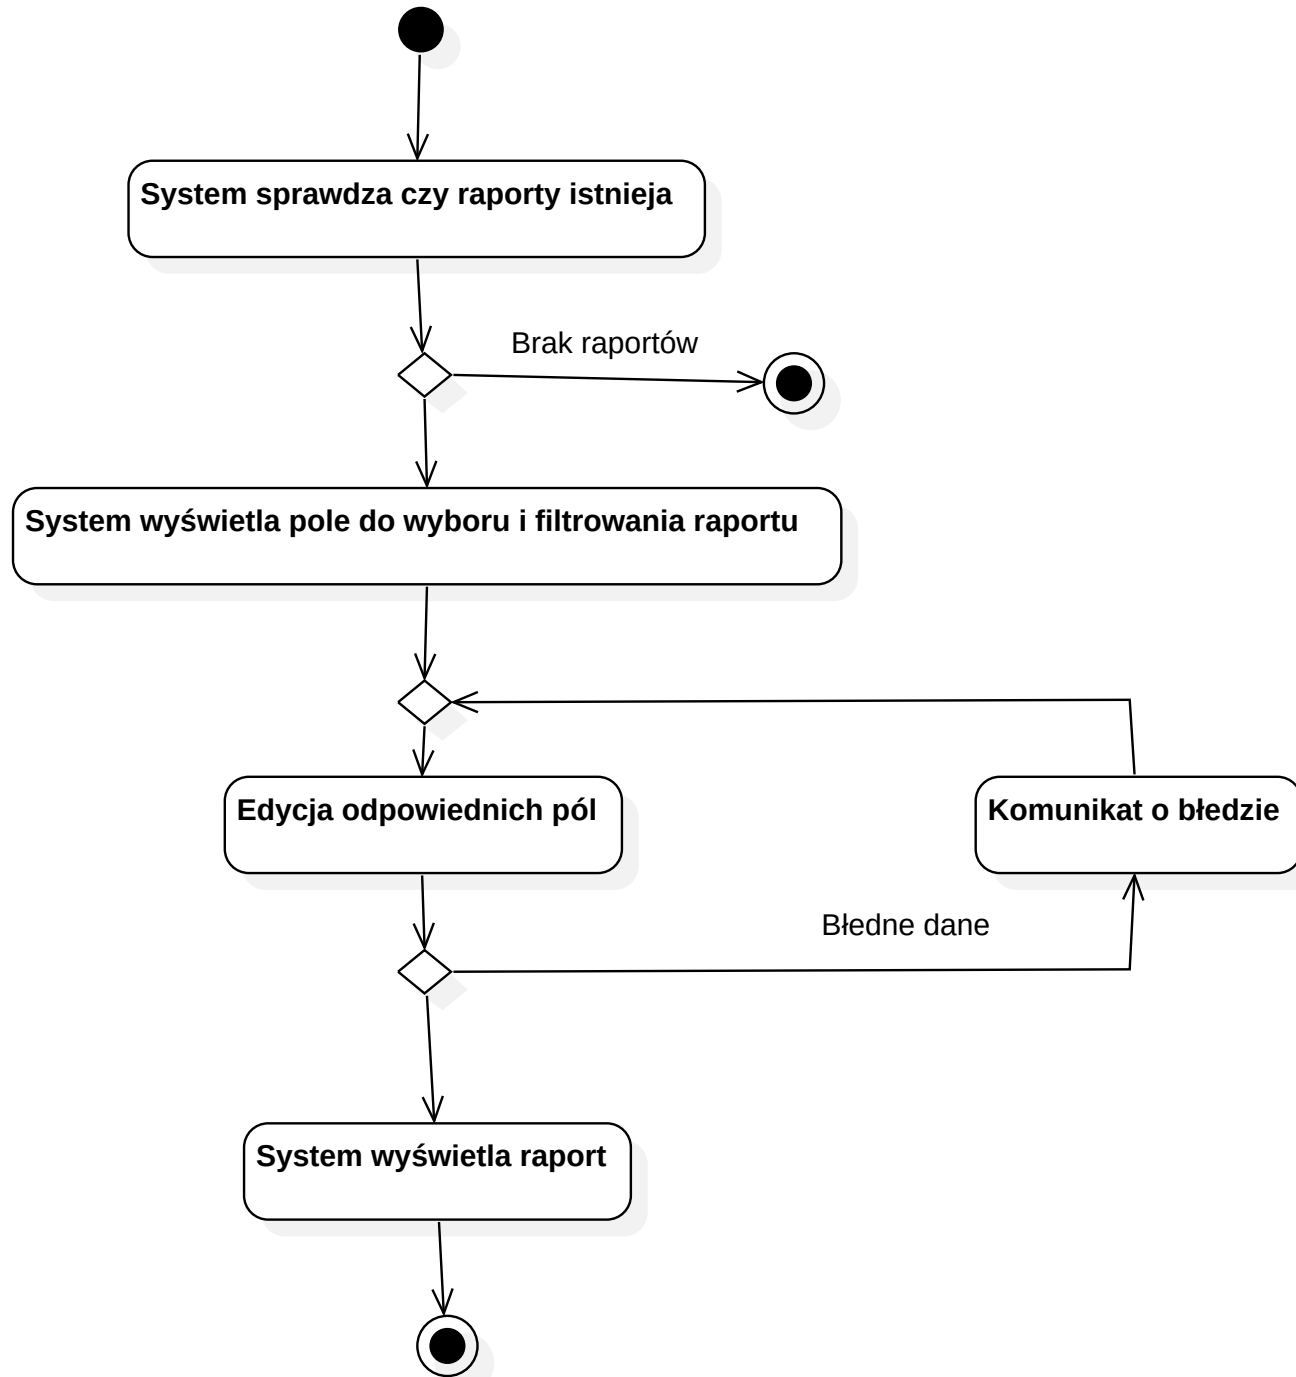 System sprawdza czy raporty istnieja
Brak raportów
System wyświetla pole do wyboru i filtrowania raportu
Edycja odpowiednich pól
Komunikat o błedzie
Błedne dane
System wyświetla raport